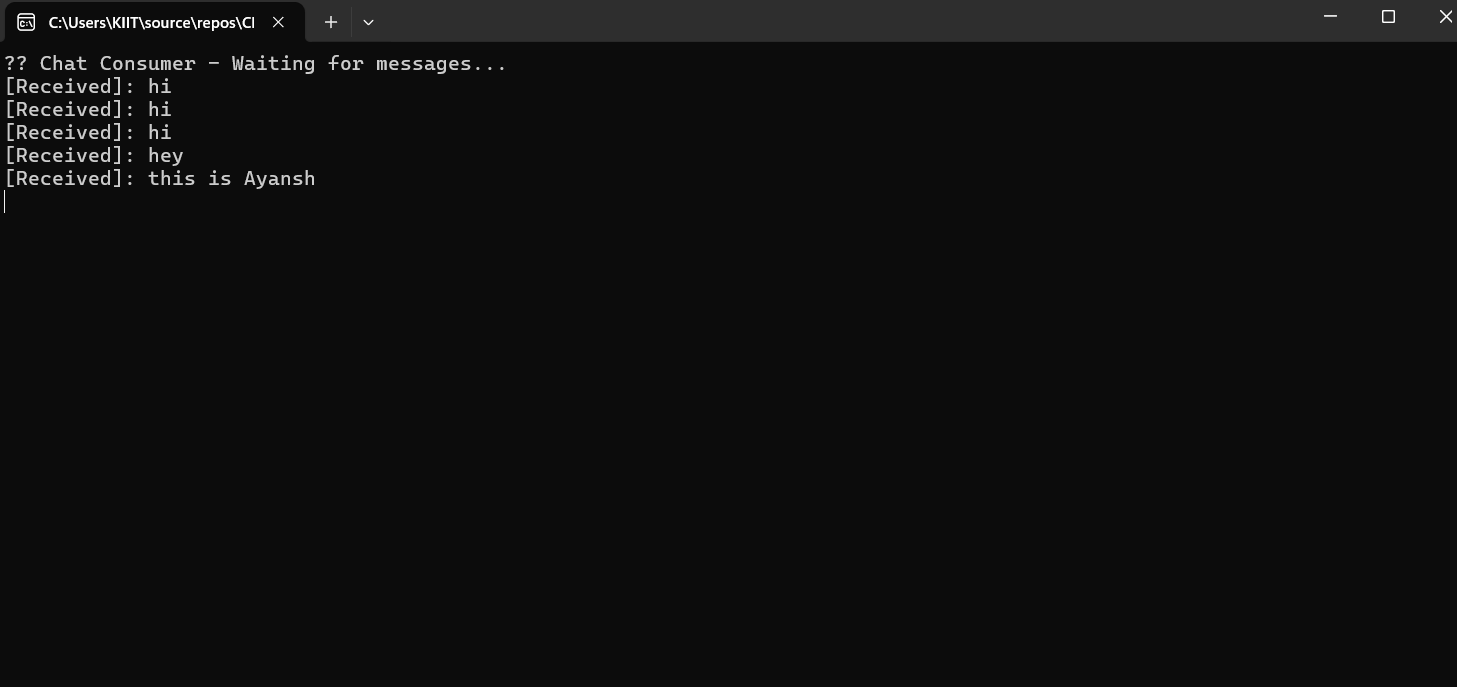 C:\Users\KIIT\source\repos\Cl
?? Chat Consumer - Waiting for messages...
[Received]: hi
[Received]: hi
[Received]: hi
[Received]: hey
[Received]: this is Ayansh